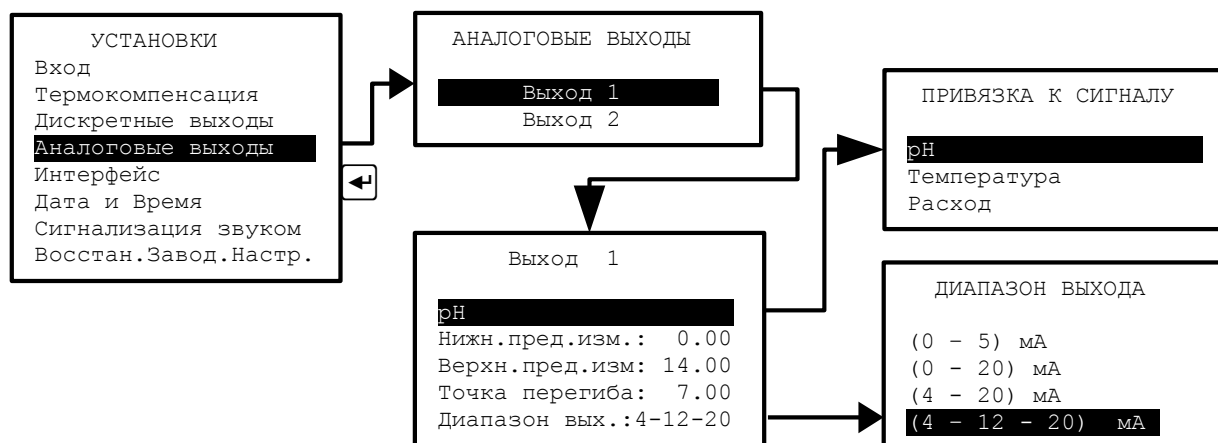 УСТАНОВКИ
Вход
Термокомпенсация
Дискретные выходы
Аналоговые выходы
Интерфейс
Дата и Время
Сигнализация звуком
Восстан.Завод.Настр.
АНАЛОГОВЫЕ ВЫХОДЫ
Выход 1
Выход 2
Выход 1
pH
Нижн.пред.изм.: 0.00
Верхн.пред.изм: 14.00
Точка перегиба: 7.00
Диапазон вых.:4-12-20
ПРИВЯЗКА К СИГНАЛУ
pH
Температура
Расход
ДИАПАЗОН ВЫХОДА
(0 – 5) мА
(0 - 20) мА
(4 - 20) мА
(4 – 12 - 20) мА